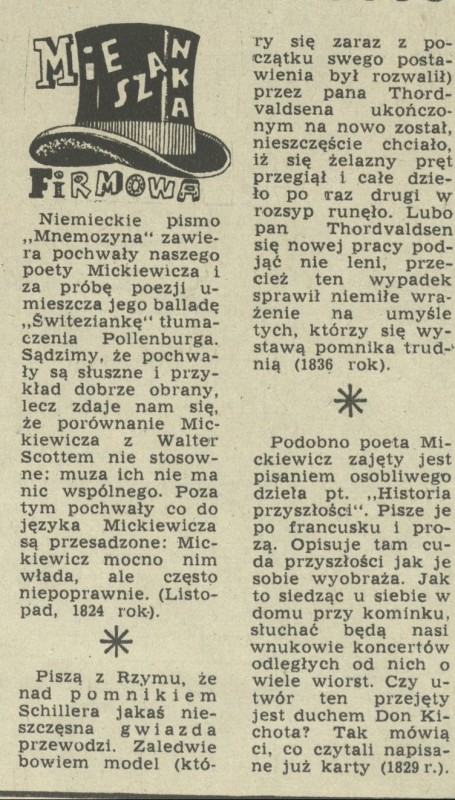 MiESZANKA
FiRMOWA
Niemieckie pismo
„Mnemozyna" zawie-
ra pochwały naszego
poety Mickiewicza i
za próbę poezji u-
mieszcza jego balladę
„Świteziankę" tłuma-
czenia Pollenburga.
Sądzimy, że pochwa-
ły są słuszne i przy-
kład dobrze obrany,
lecz zdaje nam się,
że porównanie Mic-
kiewicza z Walter
Scottem nie stosow-
ne: muza ich nie ma
nic wspólnego. Poza
tym pochwały co do
języka Mickiewicza
są przesadzone: Mic-
kiewicz mocno nim
włada, ale często
niepoprawnie. (Listo-
pad, 1824 rok).
Piszą z Rzymu, że
nad pomnikiem
Schillera jakaś nie-
szczęsna gwiazda
przewodzi. Zaledwie
bowiem model (któ-
ry się zaraz z po-
czątku swego posta-
wienia był rozwalił)
przez pana Thord-
valdsena ukończo-
nym na nowo został,
nieszczęście chciało,
iż się żelazny pręt
przegiął i całe dzie-
ło po raz drugi w
rozsyp runęło. Lubo
pan Thordvaldsen
się nowej pracy pod-
jąć nie leni, prze-
cież ten wypadek
sprawił niemiłe wra-
żenie na umyśle
tych, którzy się wy-
stawą pomnika trud-
nią (1836 rok).
Podobno poeta Mi-
ckiewicz zajęty jest
pisaniem osobliwego
dzieła pt. „Historia
przyszłości". Pisze je
po francusku i pro-
zą. Opisuje tam cu-
da przyszłości jak je
sobie wyobraża. Jak
to siedząc u siebie w
domu przy kominku,
słuchać będą nasi
wnukowie koncertów
odległych od nich o
wiele wiorst. Czy u-
twór ten przejęty
jest duchem Don Ki-
chota? Tak mówią
ci, co czytali napisa-
ne już karty (1829 r.).